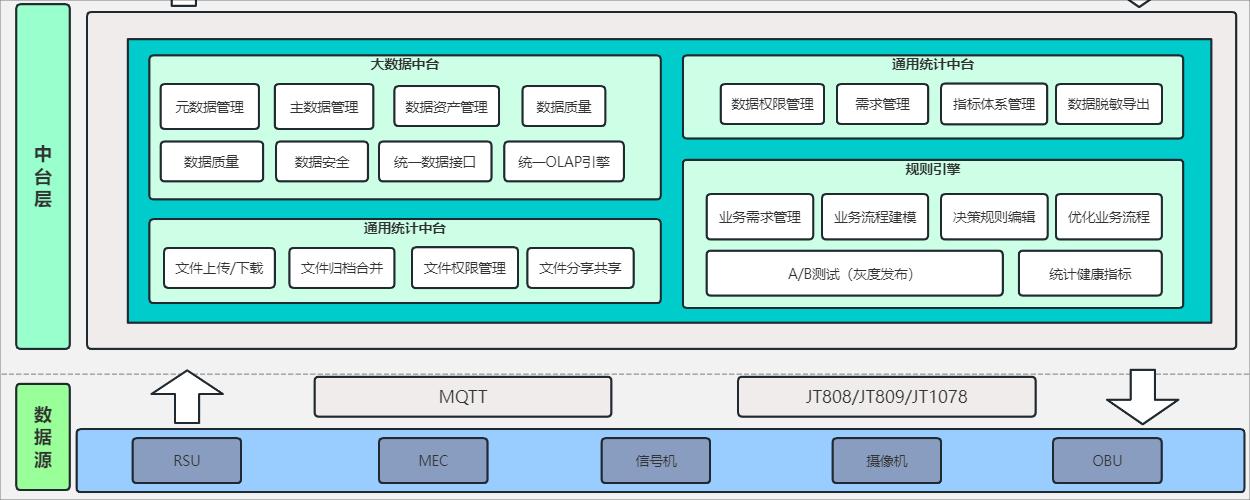 中台层
大数据中台
元数据管理
主数据管理
数据资产管理
数据质量
数据质量
数据安全
统一数据接口
统一OLAP引擎
通用统计中台
文件上传/下载
文件归档合并
文件权限管理
文件分享共享
通用统计中台
数据权限管理
需求管理
指标体系管理
数据脱敏导出
规则引擎
业务需求管理
业务流程建模
决策规则编辑
优化业务流程
A/B测试（灰度发布）
统计健康指标
MQTT
JT808/JT809/JT1078
数据源
RSU
MEC
信号机
摄像机
OBU